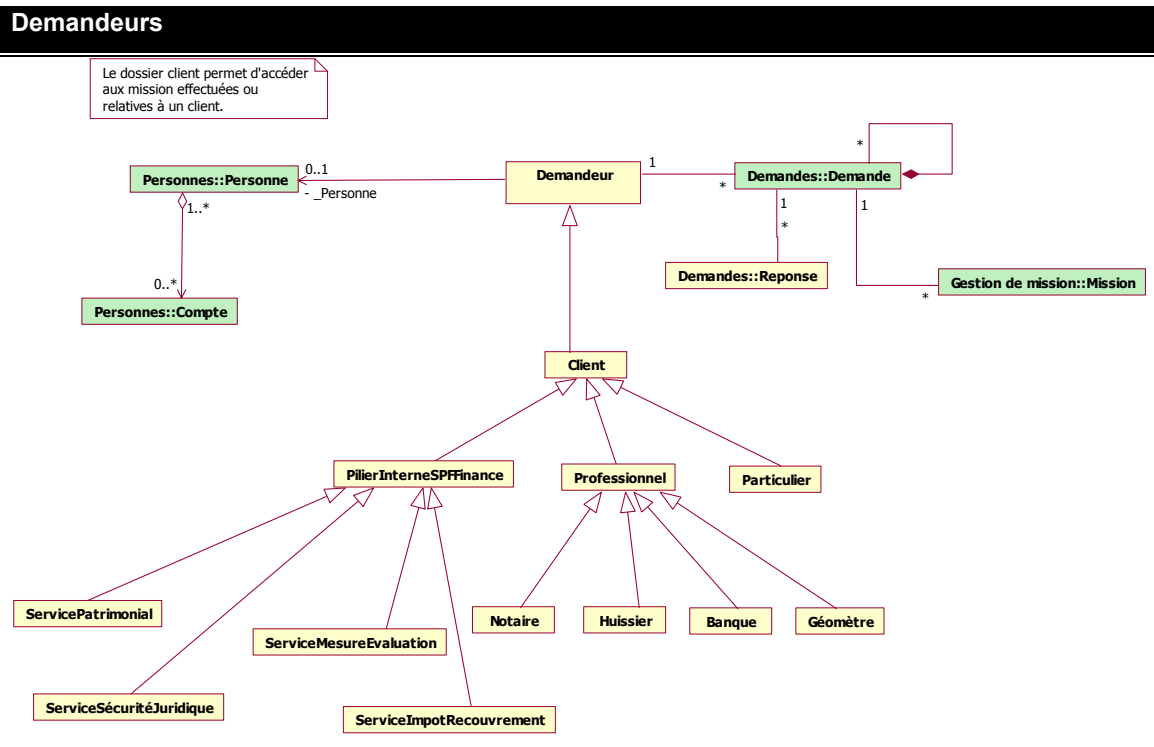 Demandeurs
Le dossier client permet d'accéder
aux mission effectuées ou
relatives à un client.
*
0..1
1
Personnes::Personne
Demandeur
Demandes::Demande
- _Personne
*
1..*
1
1
*
Demandes::Reponse
Gestion de mission::Mission
0..*
*
Personnes::Compte
Client
PilierInterneSPFFinance
Professionnel
Particulier
ServicePatrimonial
Notaire
Huissier
Banque
Géomètre
ServiceMesureEvaluation
ServiceSécuritéJuridique
ServiceImpotRecouvrement